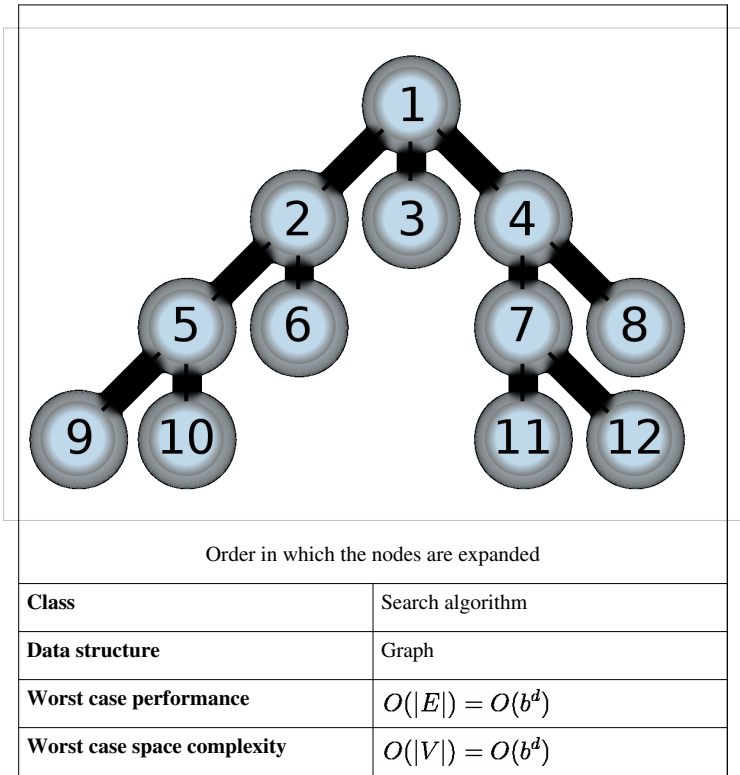 1
2 3 4
5 6 7 8
9 10 11 12
Order in which the nodes are expanded
Class Search algorithm
Data structure Graph
Worst case performance $O(|E|) = O(b^d)$
Worst case space complexity $O(|V|) = O(b^d)$